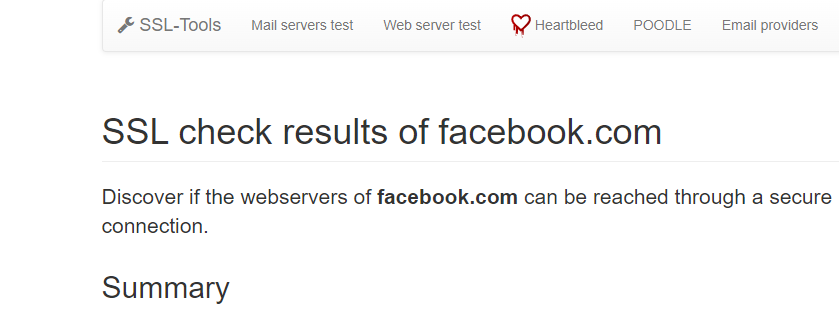 SSL-Tools Mail servers test Web server test Heartbleed POODLE Email providers
SSL check results of facebook.com
Discover if the webservers of facebook.com can be reached through a secure
connection.
Summary